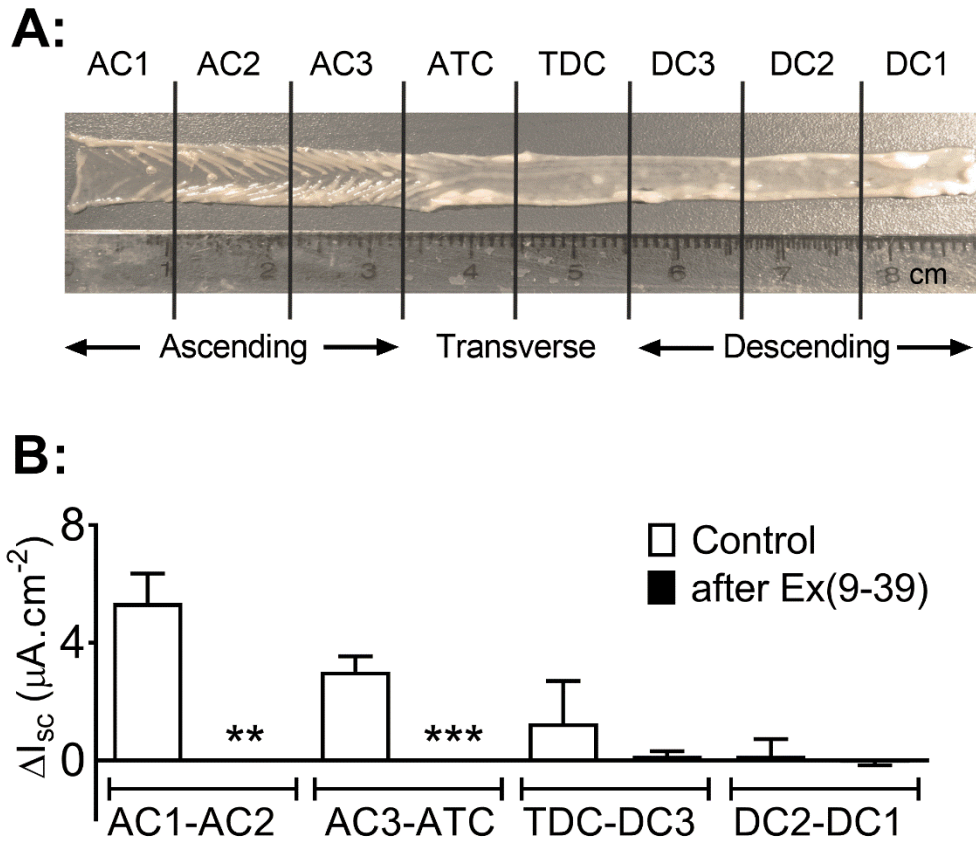 A:
AC1 AC2 AC3 ATC TDC DC3 DC2 DC1
1 2 3 4 5 6 7 8 cm
Ascending Transverse Descending
B:
8
4
0
ΔIsc (μA.cm-2)
Control
after Ex(9-39)
** ***
AC1-AC2 AC3-ATC TDC-DC3 DC2-DC1